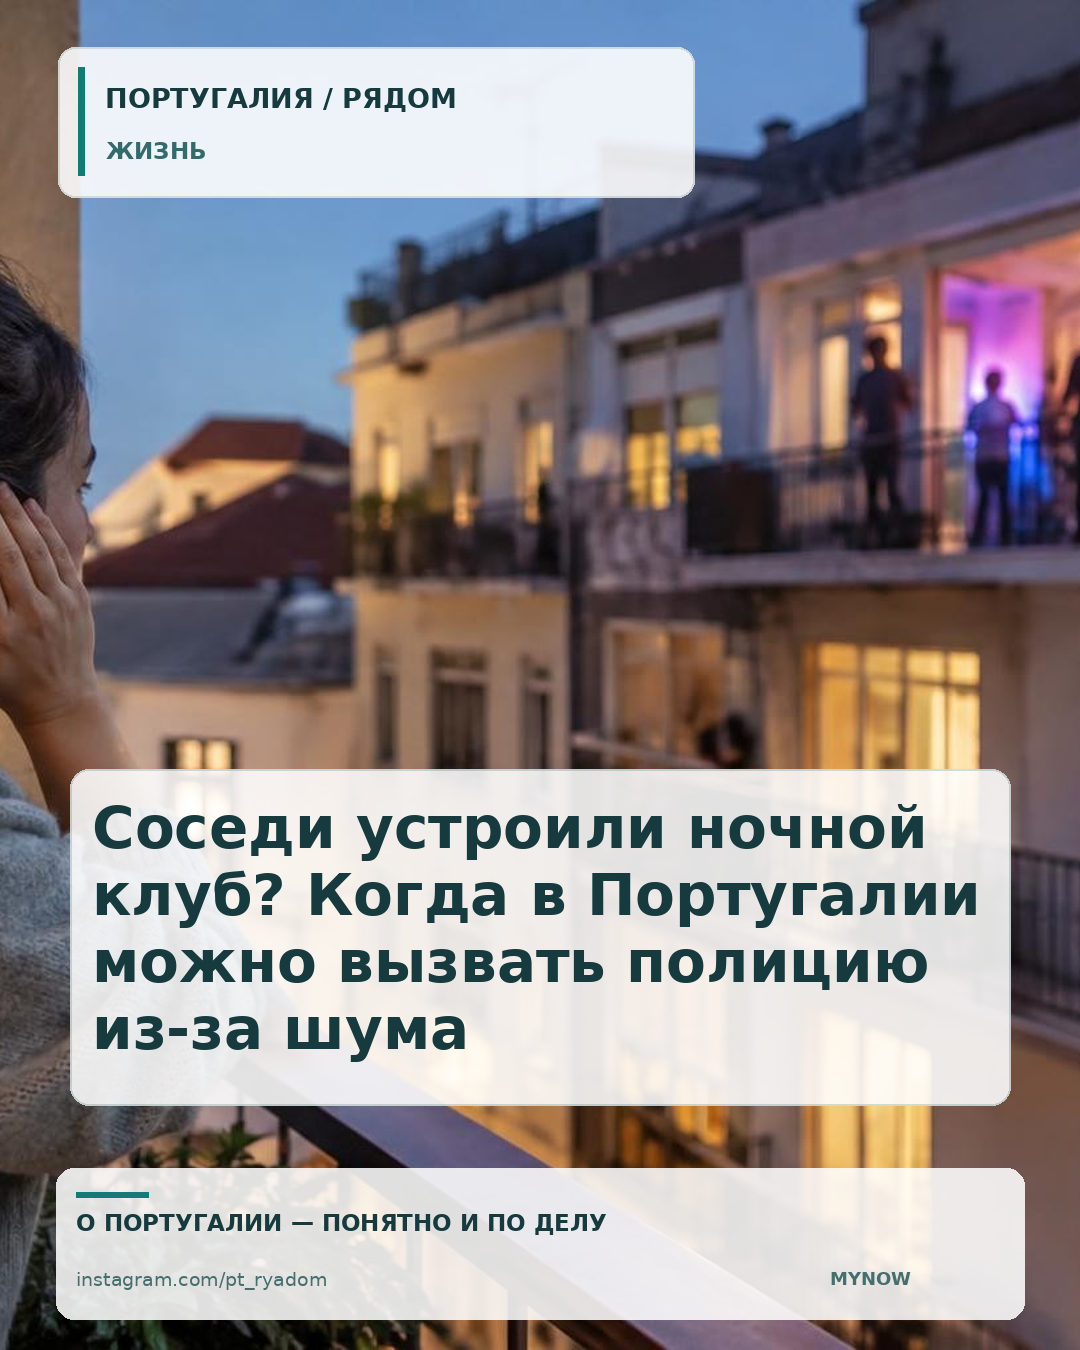 ПОРТУГАЛИЯ / РЯДОМ
ЖИЗНЬ
Соседи устроили ночной
клуб? Когда в Португалии
можно вызвать полицию
из-за шума
О ПОРТУГАЛИИ — ПОНЯТНО И ПО ДЕЛУ
instagram.com/pt_ryadom
MYNOW